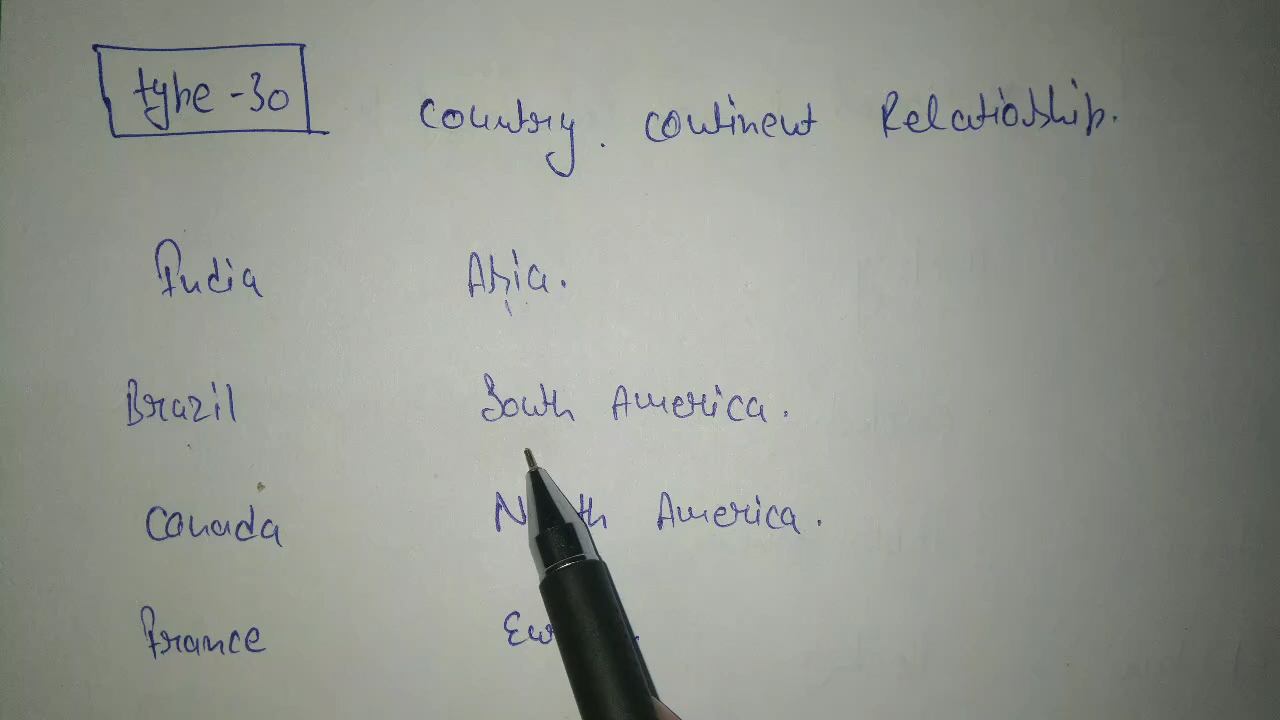 type-30
Country. continent Relationship.
India Asia.
Brazil South America.
Canada America.
France